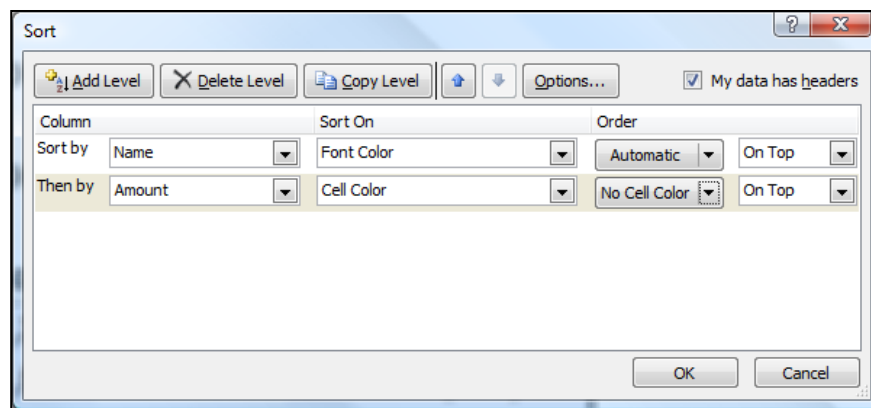 Sort
Add Level Delete Level Copy Level Options... My data has headers
Column Sort On Order
Sort by Name Font Color Automatic On Top
Then by Amount Cell Color No Cell Color On Top
OK Cancel